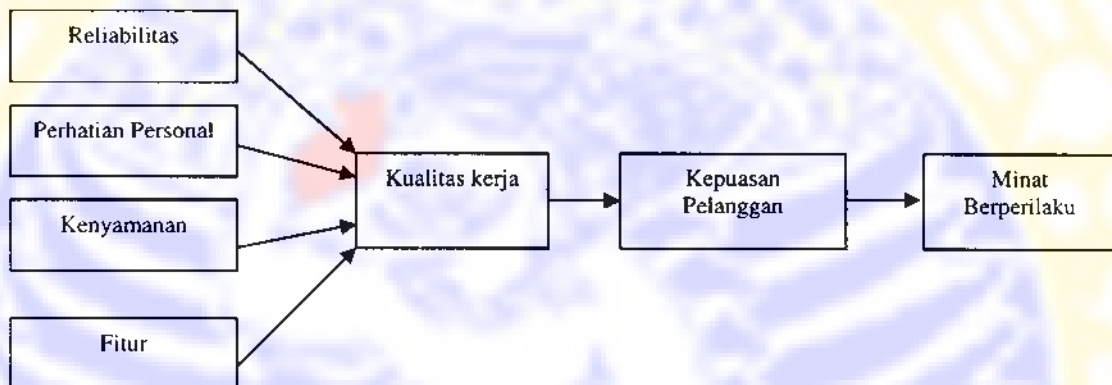 Reliabilitas
Perhatian Personal
Kenyamanan
Fitur
Kualitas kerja
Kepuasan
Pelanggan
Minat
Berperilaku